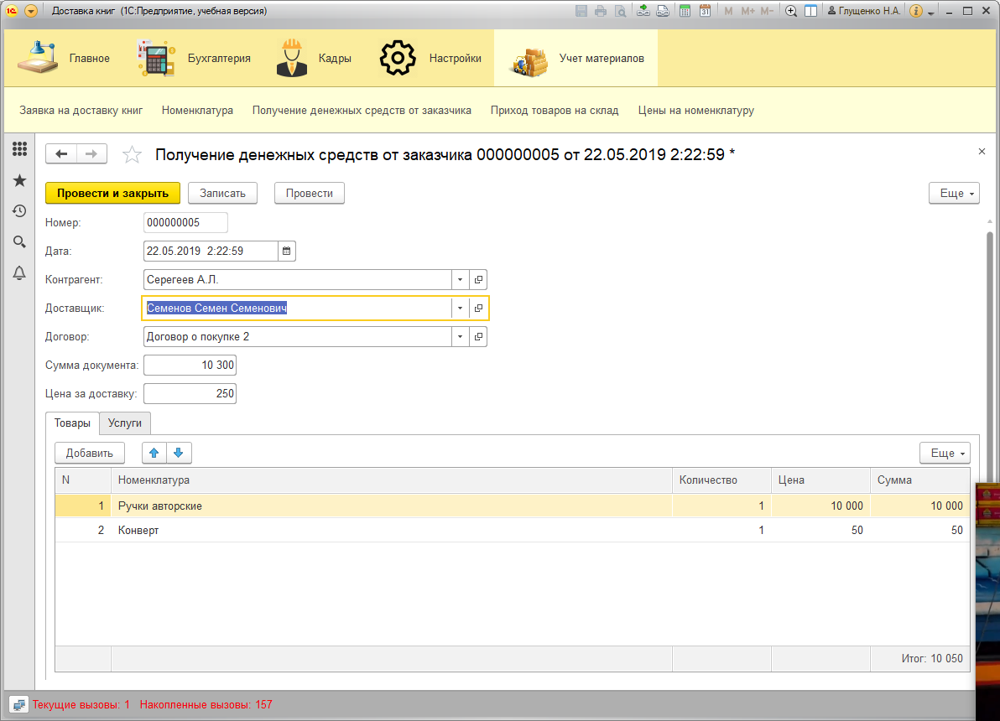 1С Доставка книг (1С:Предприятие, учебная версия) 31 M M+ M- Глущенко Н.А. i
Главное Бухгалтерия Кадры Настройки Учет материалов
Заявка на доставку книг Номенклатура Получение денежных средств от заказчика Приход товаров на склад Цены на номенклатуру
Получение денежных средств от заказчика 000000005 от 22.05.2019 2:22:59 *
Провести и закрыть Записать Провести Еще
Номер: 000000005
Дата: 22.05.2019 2:22:59
Контрагент: Серегеев А.Л.
Доставщик: Семенов Семен Семенович
Договор: Договор о покупке 2
Сумма документа: 10 300
Цена за доставку: 250
Товары Услуги
Добавить Еще
N Номенклатура Количество Цена Сумма
1 Ручки авторские 1 10 000 10 000
2 Конверт 1 50 50
Итог: 10 050
Текущие вызовы: 1 Накопленные вызовы: 157